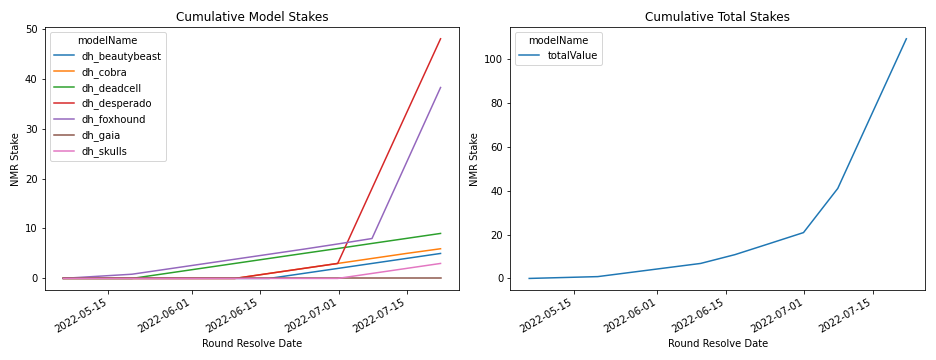 Cumulative Model Stakes
modelName
dh_beautybeast
dh_cobra
dh_deadcell
dh_desperado
dh_foxhound
dh_gaia
dh_skulls
NMR Stake
50
40
30
20
10
0
2022-05-15
2022-06-01
2022-06-15
2022-07-01
2022-07-15
Round Resolve Date
Cumulative Total Stakes
modelName
totalValue
NMR Stake
100
80
60
40
20
0
2022-05-15
2022-06-01
2022-06-15
2022-07-01
2022-07-15
Round Resolve Date